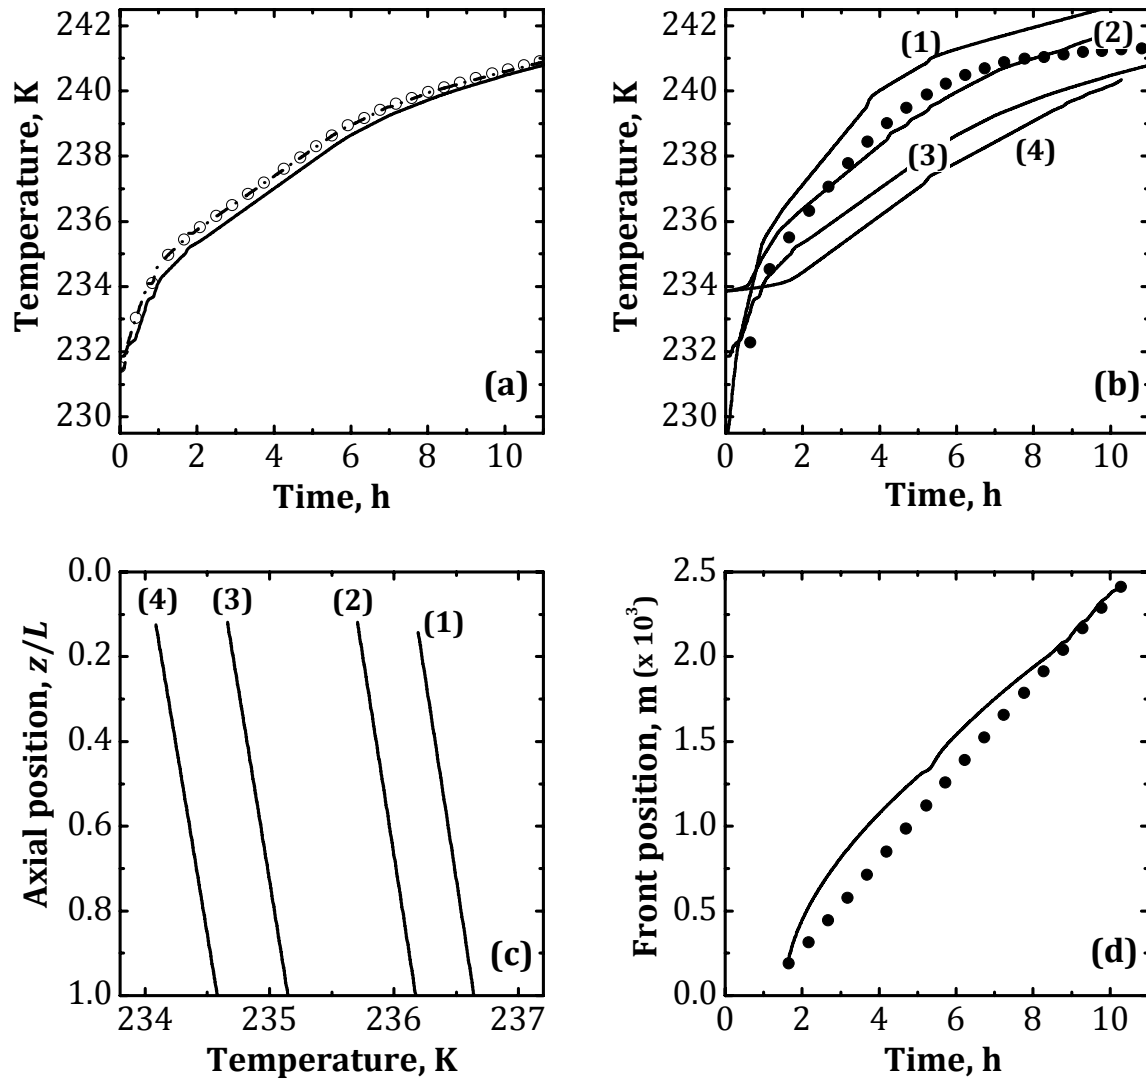 242
240
238
236
234
232
230
Temperature, K
0 2 4 6 8 10
Time, h
(a)
242
240
238
236
234
232
230
Temperature, K
0 2 4 6 8 10
Time, h
(1)
(2)
(3)
(4)
(b)
0.0
0.2
0.4
0.6
0.8
1.0
Axial position, z/L
234 235 236 237
Temperature, K
(4) (3) (2) (1)
(c)
2.5
2.0
1.5
1.0
0.5
0.0
Front position, m (x 10³)
0 2 4 6 8 10
Time, h
(d)